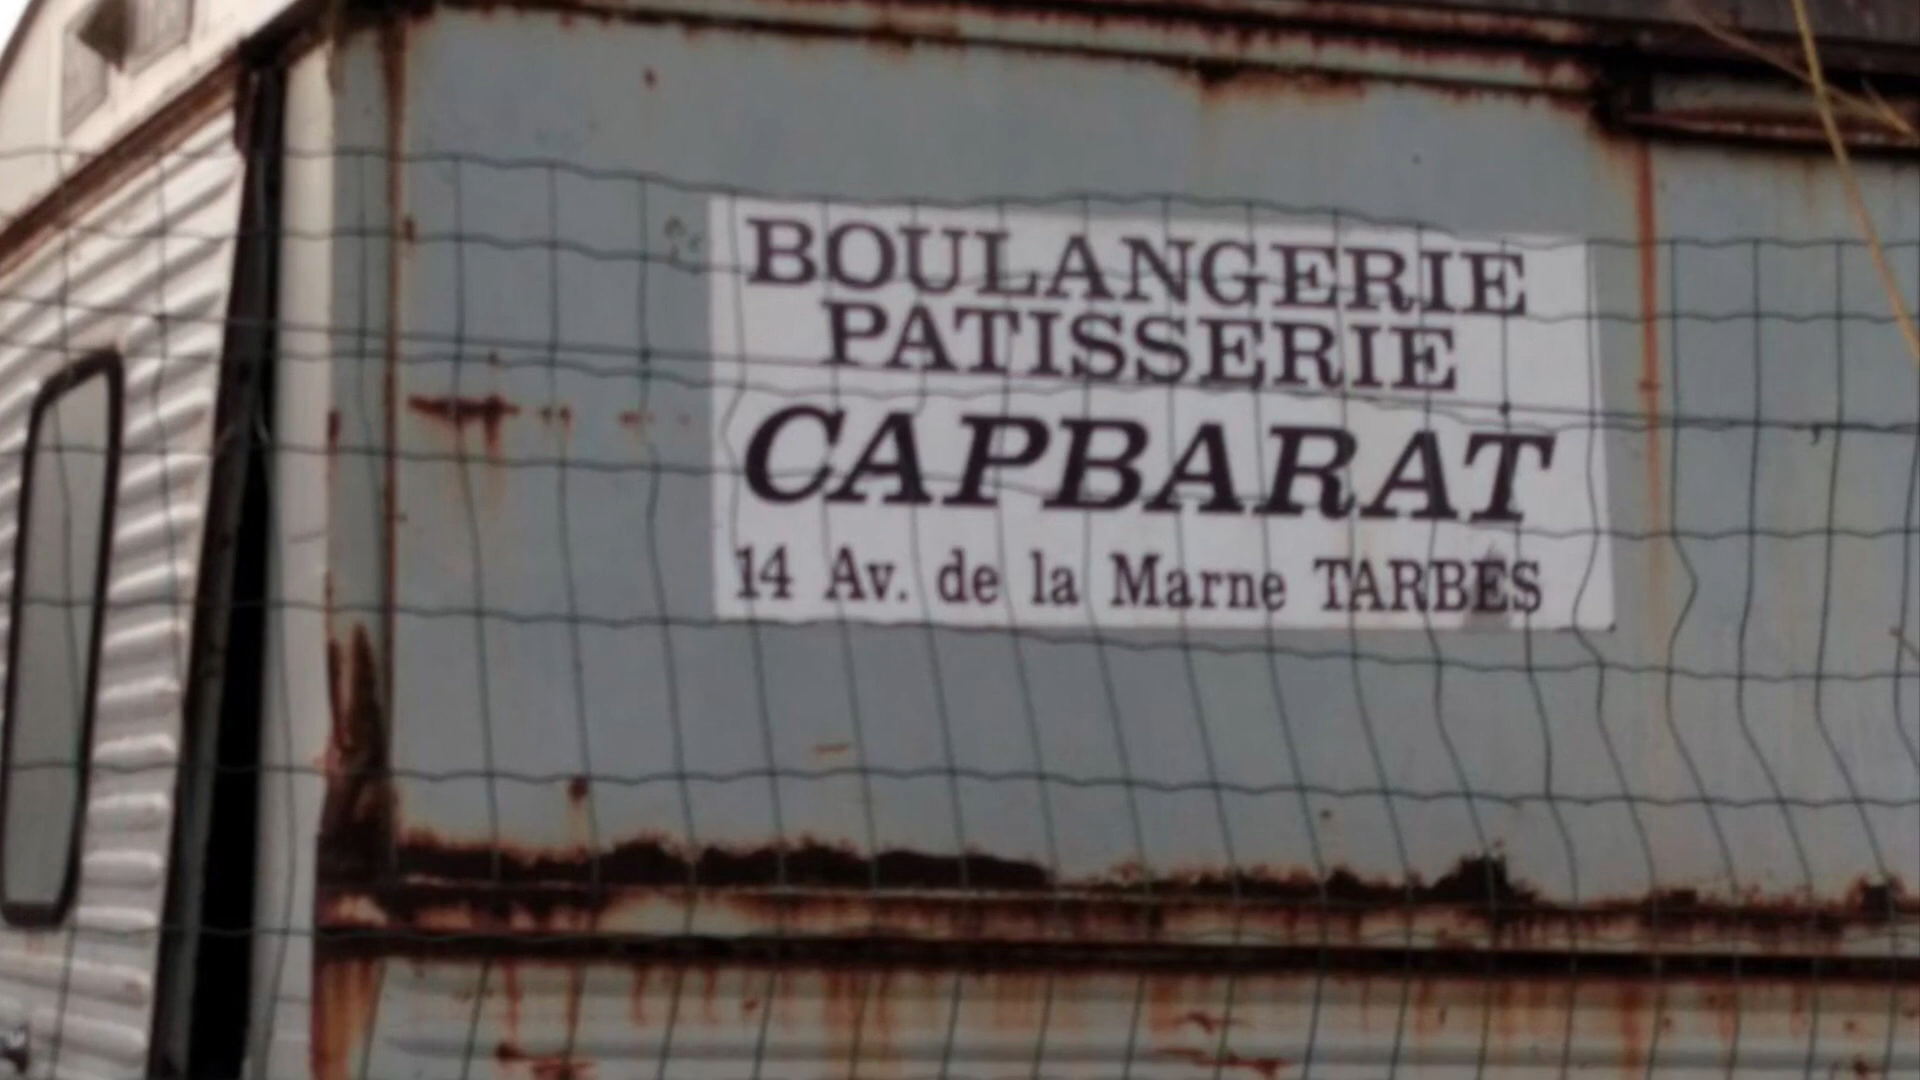 BOULANGERIE
PATISSERIE
CAPBARAT
14 Av. de la Marne TARBES